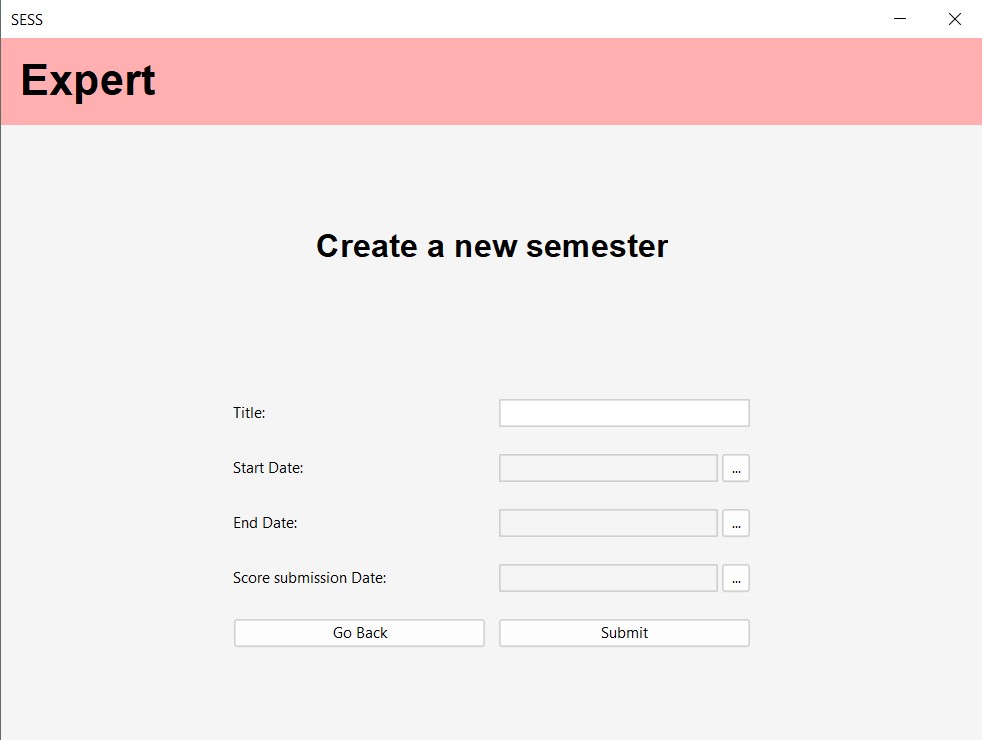 SESS
Expert
Create a new semester
Title:
Start Date:
...
End Date:
...
Score submission Date:
...
Go Back
Submit